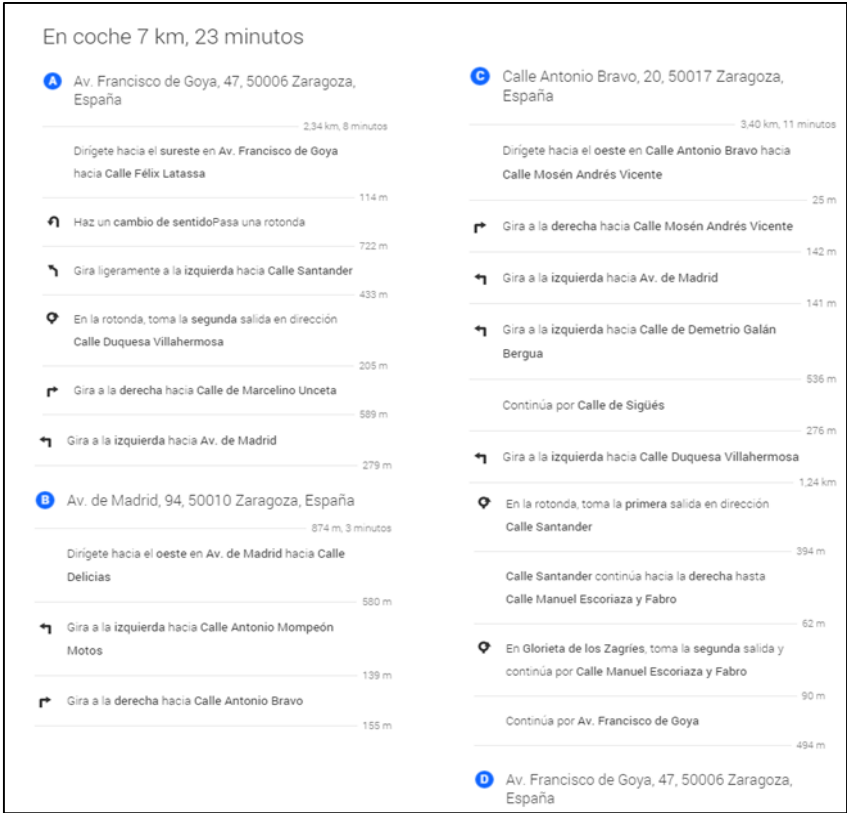 En coche 7 km, 23 minutos
A
Av. Francisco de Goya, 47, 50006 Zaragoza,
España
2,34 km, 8 minutos
Dirígete hacia el sureste en Av. Francisco de Goya
hacia Calle Félix Latassa
114 m
Haz un cambio de sentidoPasa una rotonda
722 m
Gira ligeramente a la izquierda hacia Calle Santander
433 m
En la rotonda, toma la segunda salida en dirección
Calle Duquesa Villahermosa
205 m
Gira a la derecha hacia Calle de Marcelino Unceta
589 m
Gira a la izquierda hacia Av. de Madrid
279 m
B
Av. de Madrid, 94, 50010 Zaragoza, España
874 m, 3 minutos
Dirígete hacia el oeste en Av. de Madrid hacia Calle
Delicias
580 m
Gira a la izquierda hacia Calle Antonio Mompeón
Motos
139 m
Gira a la derecha hacia Calle Antonio Bravo
155 m
C
Calle Antonio Bravo, 20, 50017 Zaragoza,
España
3,40 km, 11 minutos
Dirígete hacia el oeste en Calle Antonio Bravo hacia
Calle Mosén Andrés Vicente
25 m
Gira a la derecha hacia Calle Mosén Andrés Vicente
142 m
Gira a la izquierda hacia Av. de Madrid
141 m
Gira a la izquierda hacia Calle de Demetrio Galán
Bergua
536 m
Continúa por Calle de Sigüés
276 m
Gira a la izquierda hacia Calle Duquesa Villahermosa
1,24 km
En la rotonda, toma la primera salida en dirección
Calle Santander
394 m
Calle Santander continúa hacia la derecha hasta
Calle Manuel Escoriaza y Fabro
62 m
En Glorieta de los Zagríes, toma la segunda salida y
continúa por Calle Manuel Escoriaza y Fabro
90 m
Continúa por Av. Francisco de Goya
494 m
D
Av. Francisco de Goya, 47, 50006 Zaragoza,
España